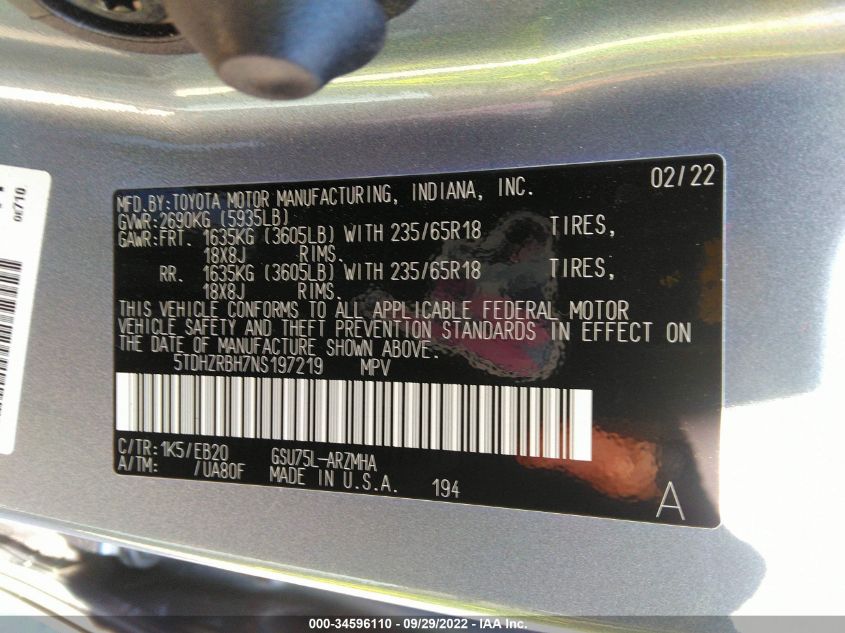 MFD.BY:TOYOTA MOTOR MANUFACTURING, INDIANA, INC. 02/22
GVWR:2690KG (5935LB)
GAWR:FRT. 1635KG (3605LB) WITH 235/65R18 TIRES,
18X8J RIMS.
RR. 1635KG (3605LB) WITH 235/65R18 TIRES,
18X8J RIMS.
THIS VEHICLE CONFORMS TO ALL APPLICABLE FEDERAL MOTOR
VEHICLE SAFETY AND THEFT PREVENTION STANDARDS IN EFFECT ON
THE DATE OF MANUFACTURE SHOWN ABOVE.
5TDHZRBH7NS197219 MPV
C/TR:1K5/EB20 GSU75L-ARZMHA
A/TM: /UA80F MADE IN U.S.A. 194
A
000-34596110 - 09/29/2022 - IAA Inc.